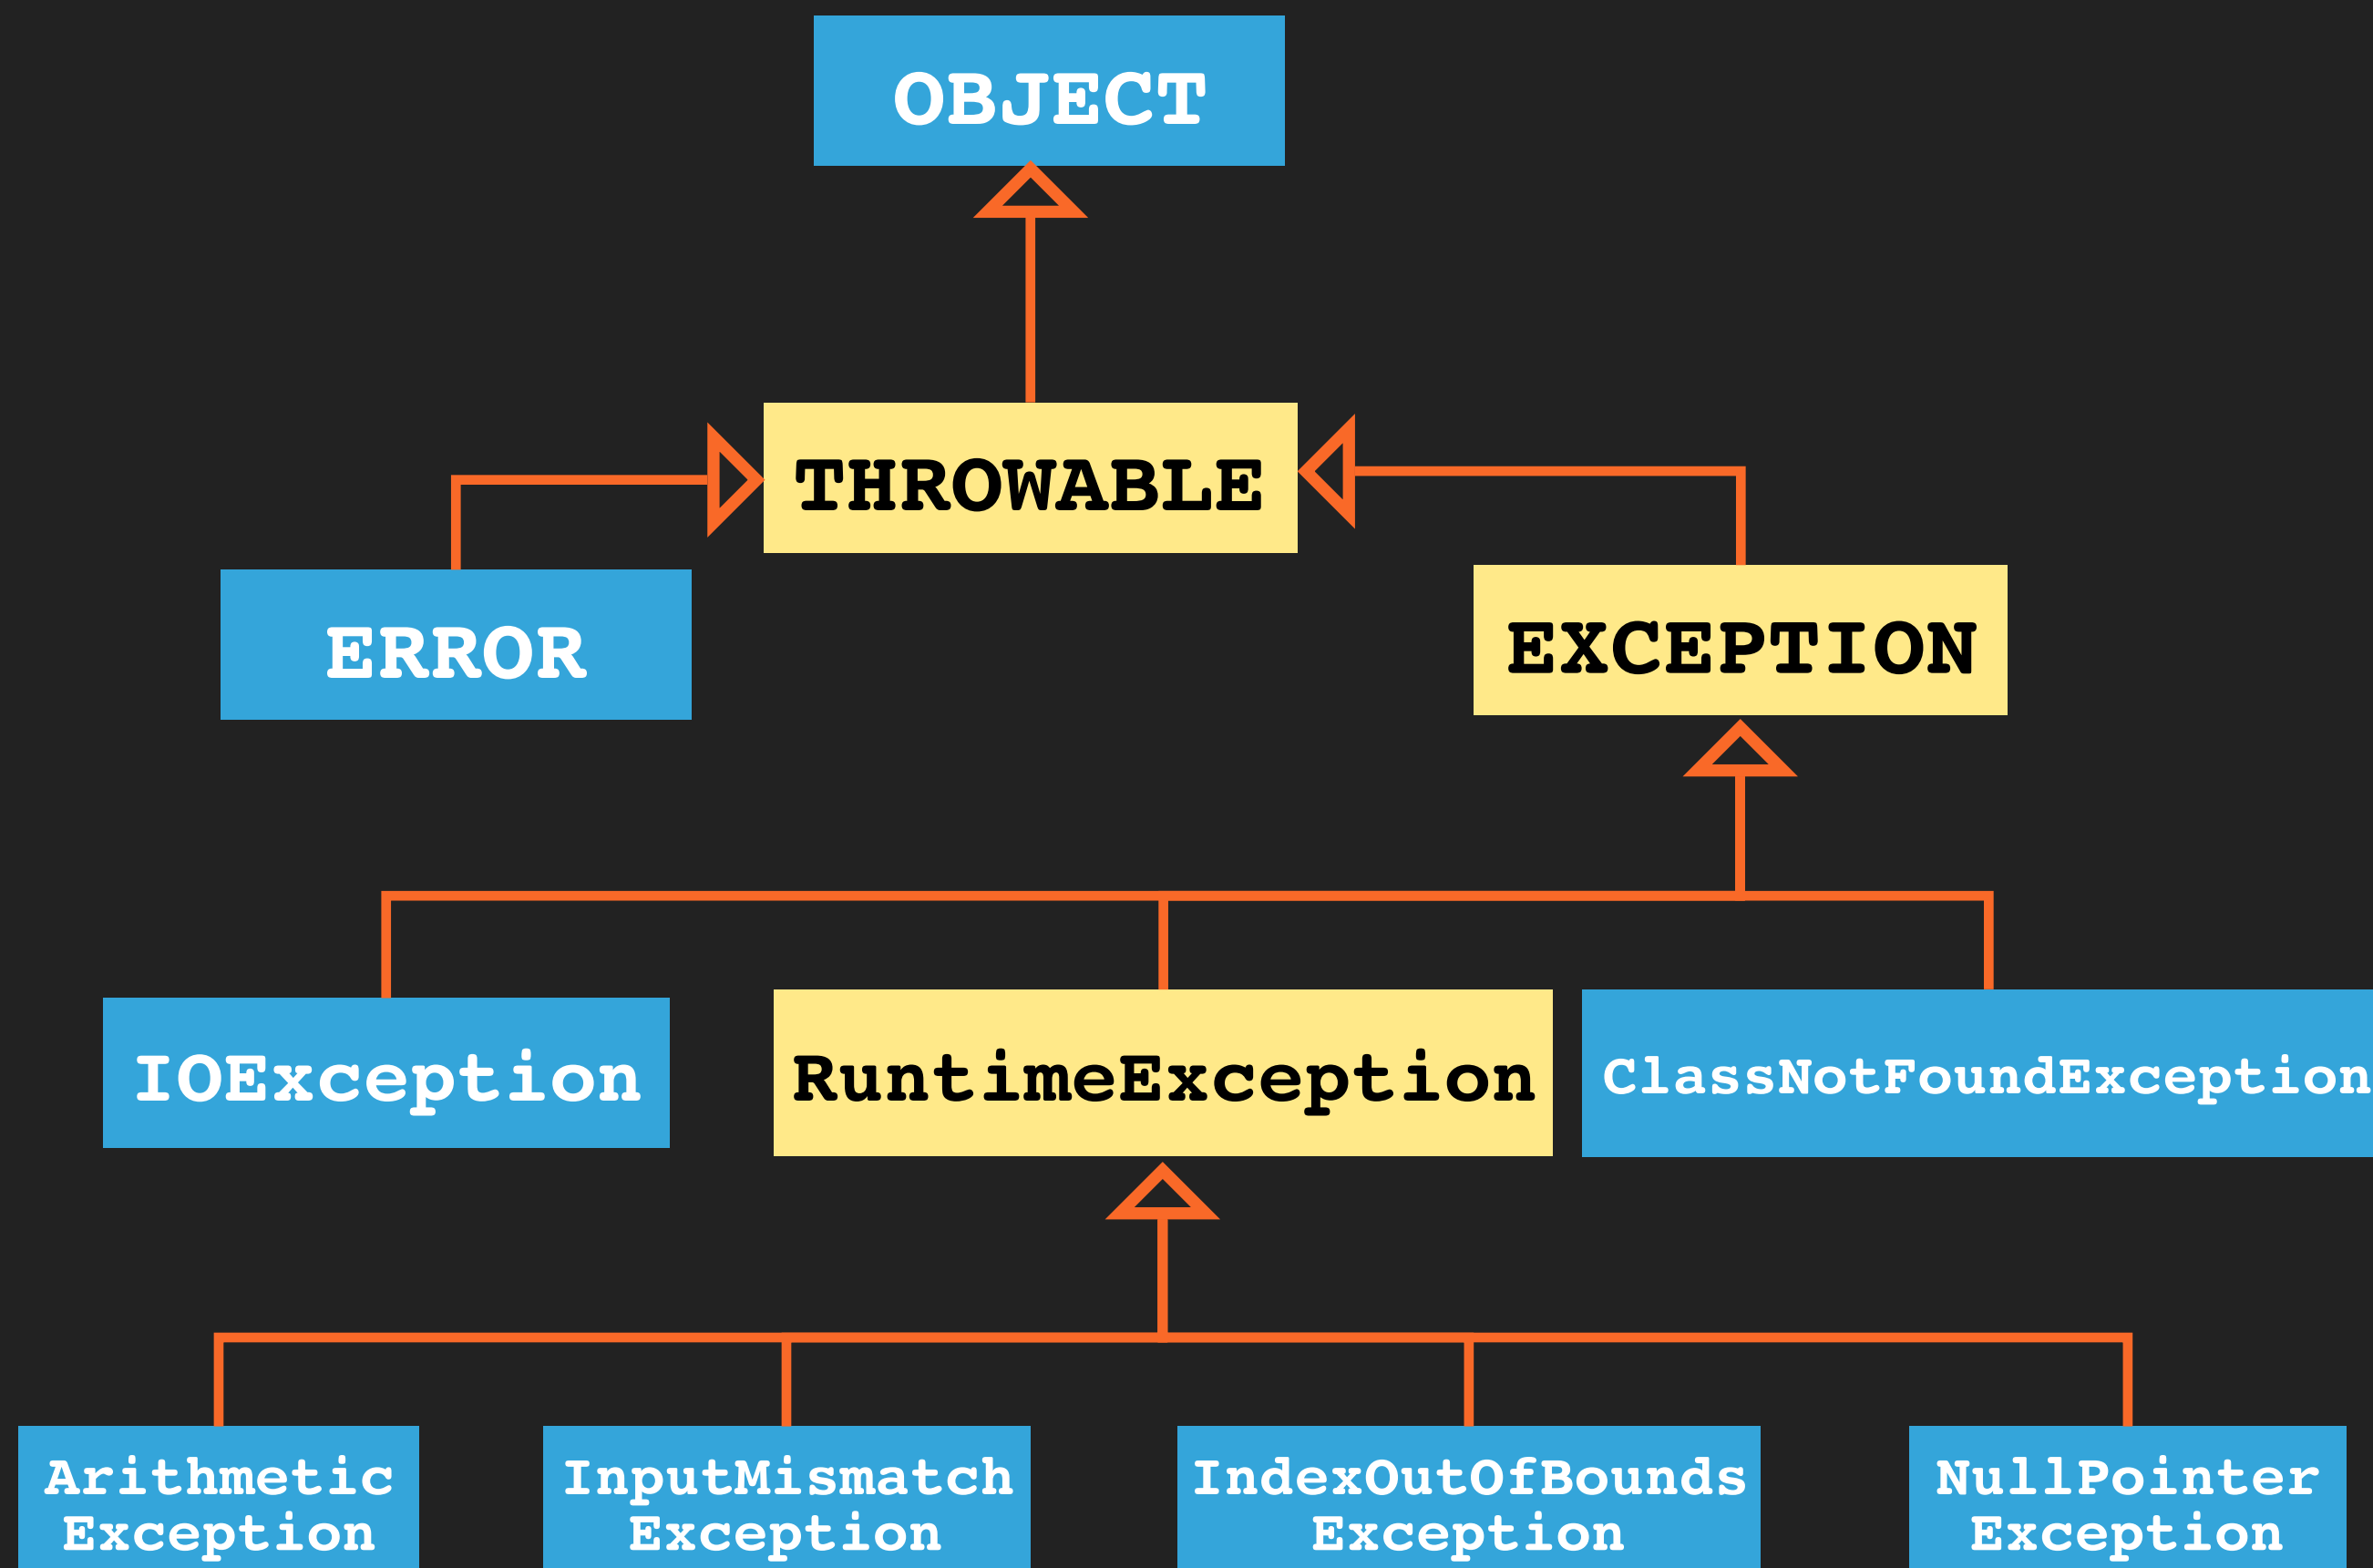 OBJECT
THROWABLE
ERROR
EXCEPTION
IOException
RuntimeException
ClassNotFoundException
Arithmetic
Exception
InputMismatch
Exception
IndexOutOfBounds
Exception
NullPointer
Exception